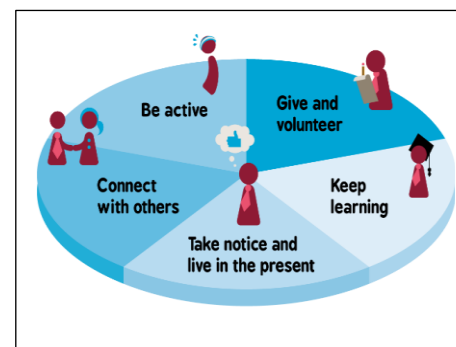 Be active
Give and
volunteer
Connect
with others
Keep
learning
Take notice and
live in the present